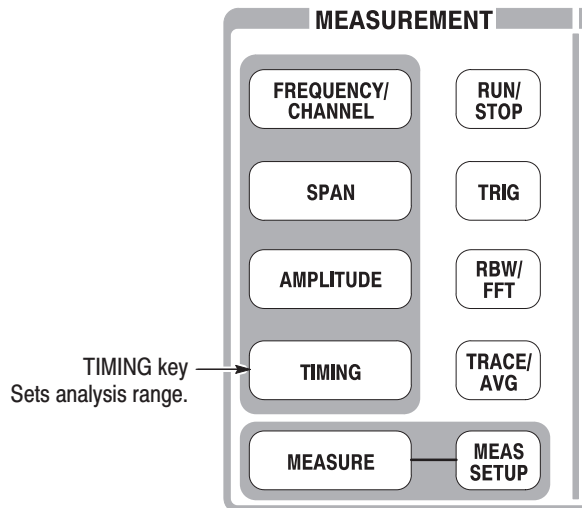 MEASUREMENT
FREQUENCY/
CHANNEL
RUN/
STOP
SPAN
TRIG
AMPLITUDE
RBW/
FFT
TIMING key
Sets analysis range.
TIMING
TRACE/
AVG
MEASURE
MEAS
SETUP